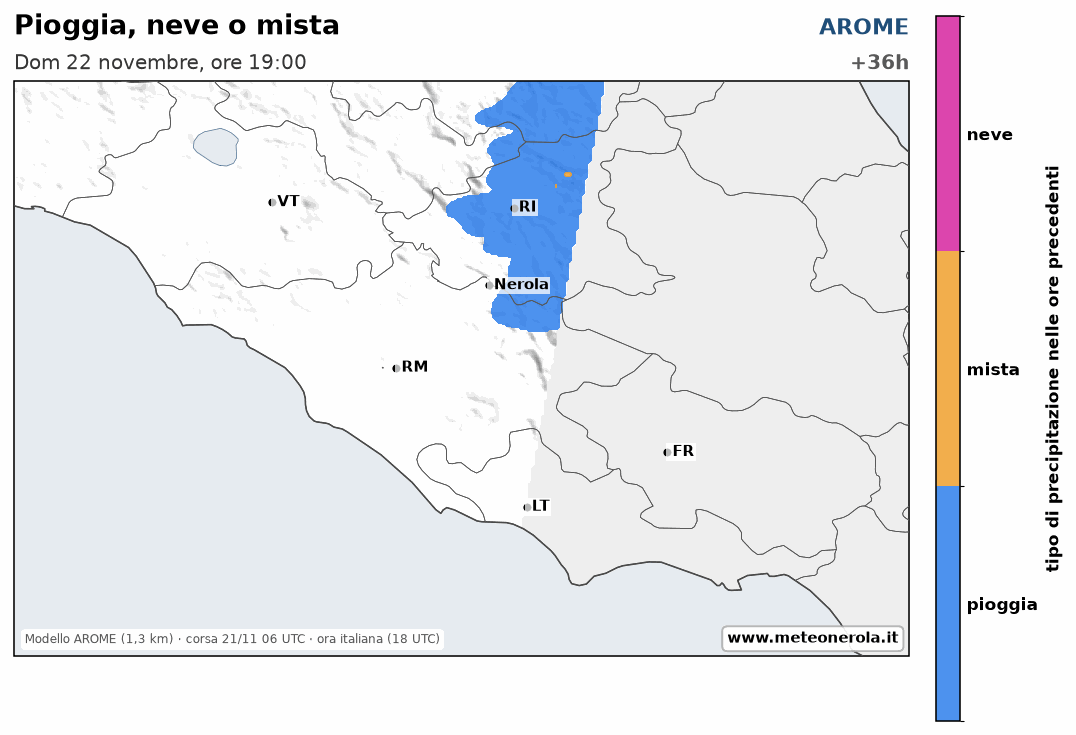 Pioggia, neve o mista
AROME
Dom 22 novembre, ore 19:00
+36h
neve
mista
pioggia
tipo di precipitazione nelle ore precedenti
VT
RI
Nerola
RM
FR
LT
Modello AROME (1,3 km) · corsa 21/11 06 UTC · ora italiana (18 UTC)
www.meteonerola.it